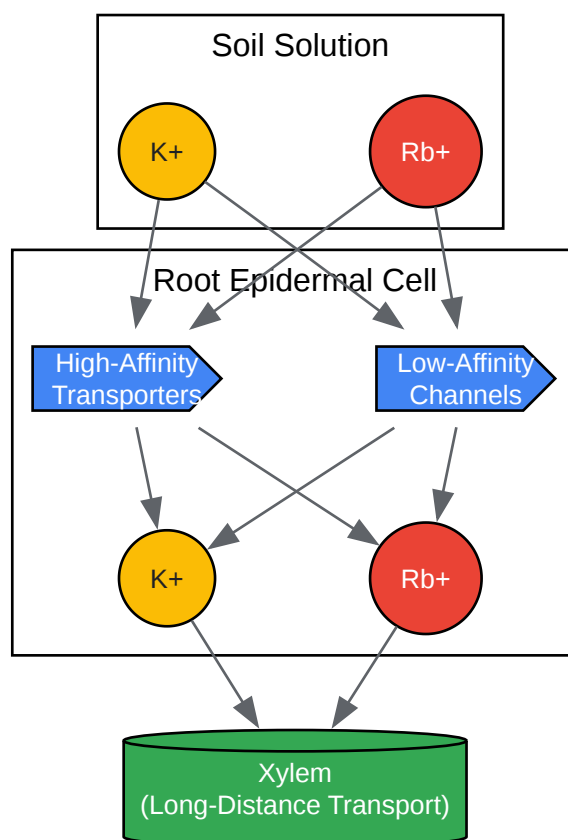 Soil Solution
K+
Rb+
Root Epidermal Cell
High-Affinity
Transporters
Low-Affinity
Channels
K+
Rb+
Xylem
(Long-Distance Transport)